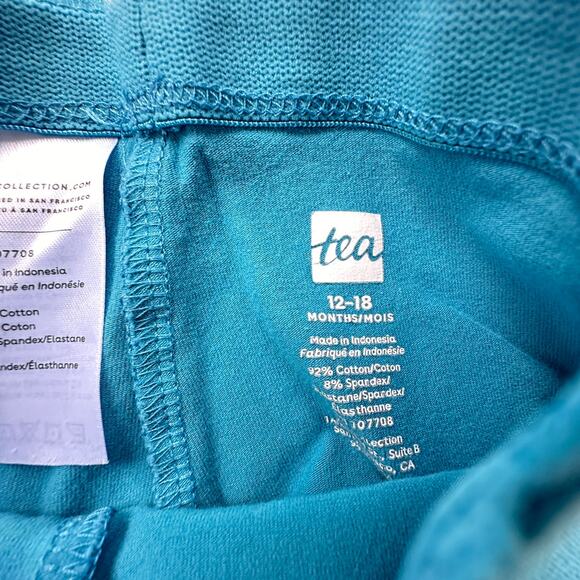 COLLECTION.COM
ED IN SAN FRANCISCO
O À SAN FRANCISCO
07708
e in Indonesia
iqué en Indonésie
Cotton
Coton
Spandex/Elastane
ndex/Élasthanne
tea
12-18
MONTHS/MOIS
Made in Indonesia
Fabriqué en Indonésie
92% Cotton/Coton
8% Spandex/
stane/Spandex/
Élasthanne
107708
lection
Suite B
CA